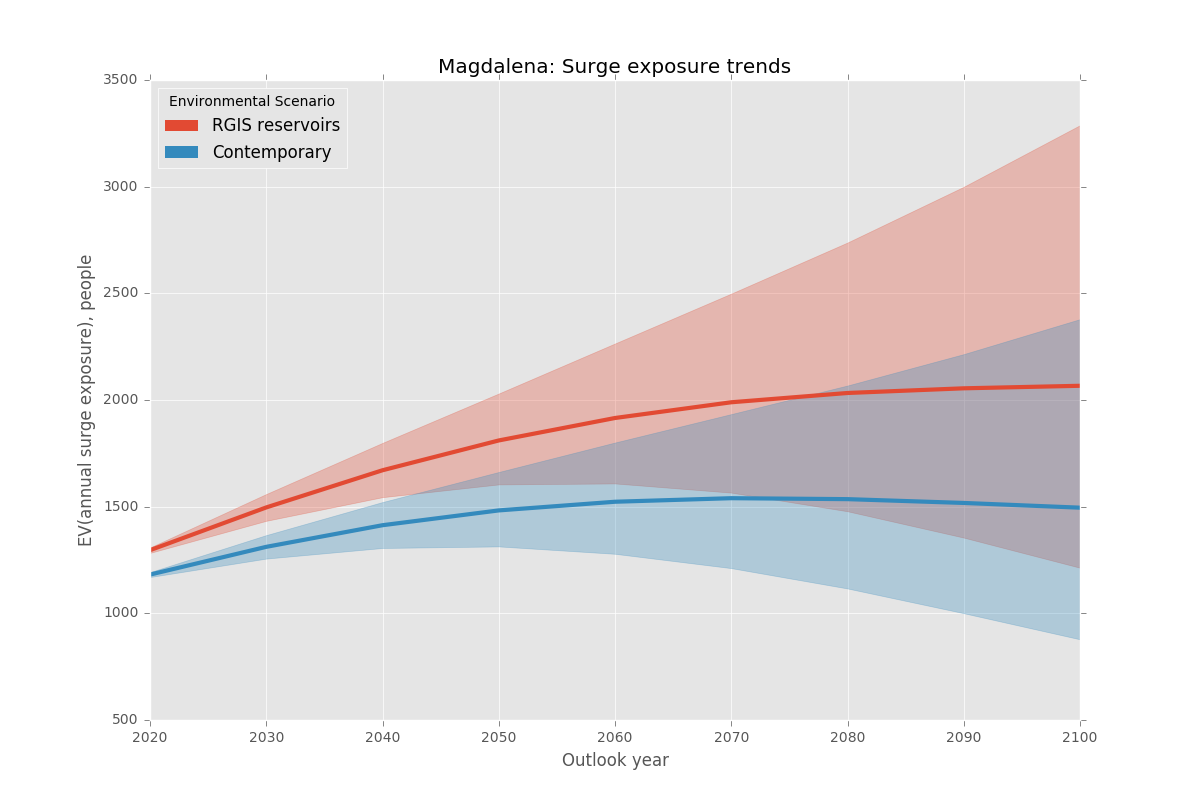 Magdalena: Surge exposure trends
Environmental Scenario
RGIS reservoirs
Contemporary
EV(annual surge exposure), people
3500
3000
2500
2000
1500
1000
500
2020 2030 2040 2050 2060 2070 2080 2090 2100
Outlook year